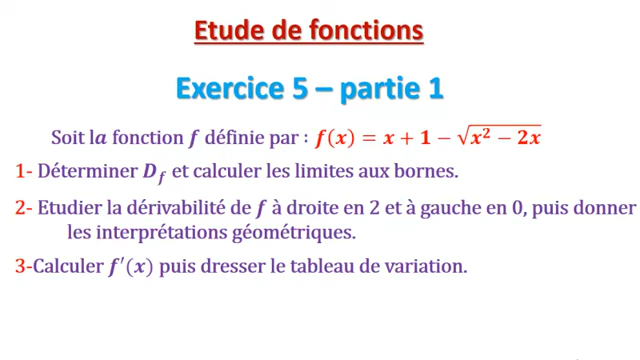 Etude de fonctions
Exercice 5 – partie 1
Soit la fonction f définie par : f(x) = x + 1 − √(x² − 2x)
1- Déterminer D_f et calculer les limites aux bornes.
2- Etudier la dérivabilité de f à droite en 2 et à gauche en 0, puis donner
les interprétations géométriques.
3-Calculer f′(x) puis dresser le tableau de variation.